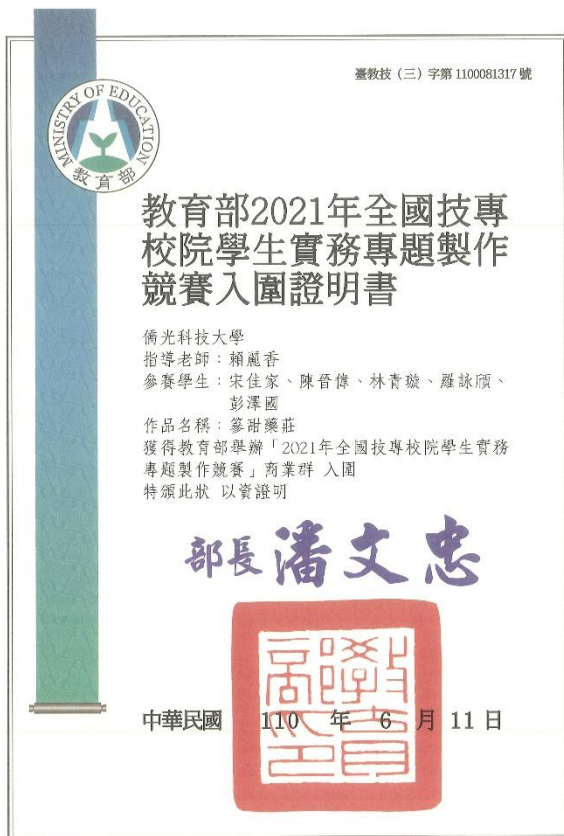 臺教技（三）字第1100081317號
MINISTRY OF EDUCATION
教育部
教育部2021年全國技專
校院學生實務專題製作
競賽入圍證明書
僑光科技大學
指導老師：賴麗香
參賽學生：宋佳家、陳晉偉、林青璇、羅詠頎、
彭澤國
作品名稱：蔘甜藥莊
獲得教育部舉辦「2021年全國技專校院學生實務
專題製作競賽」商業群 入圍
特頒此狀 以資證明
部長 潘文忠
教育部印
中華民國 110 年 6 月 11 日